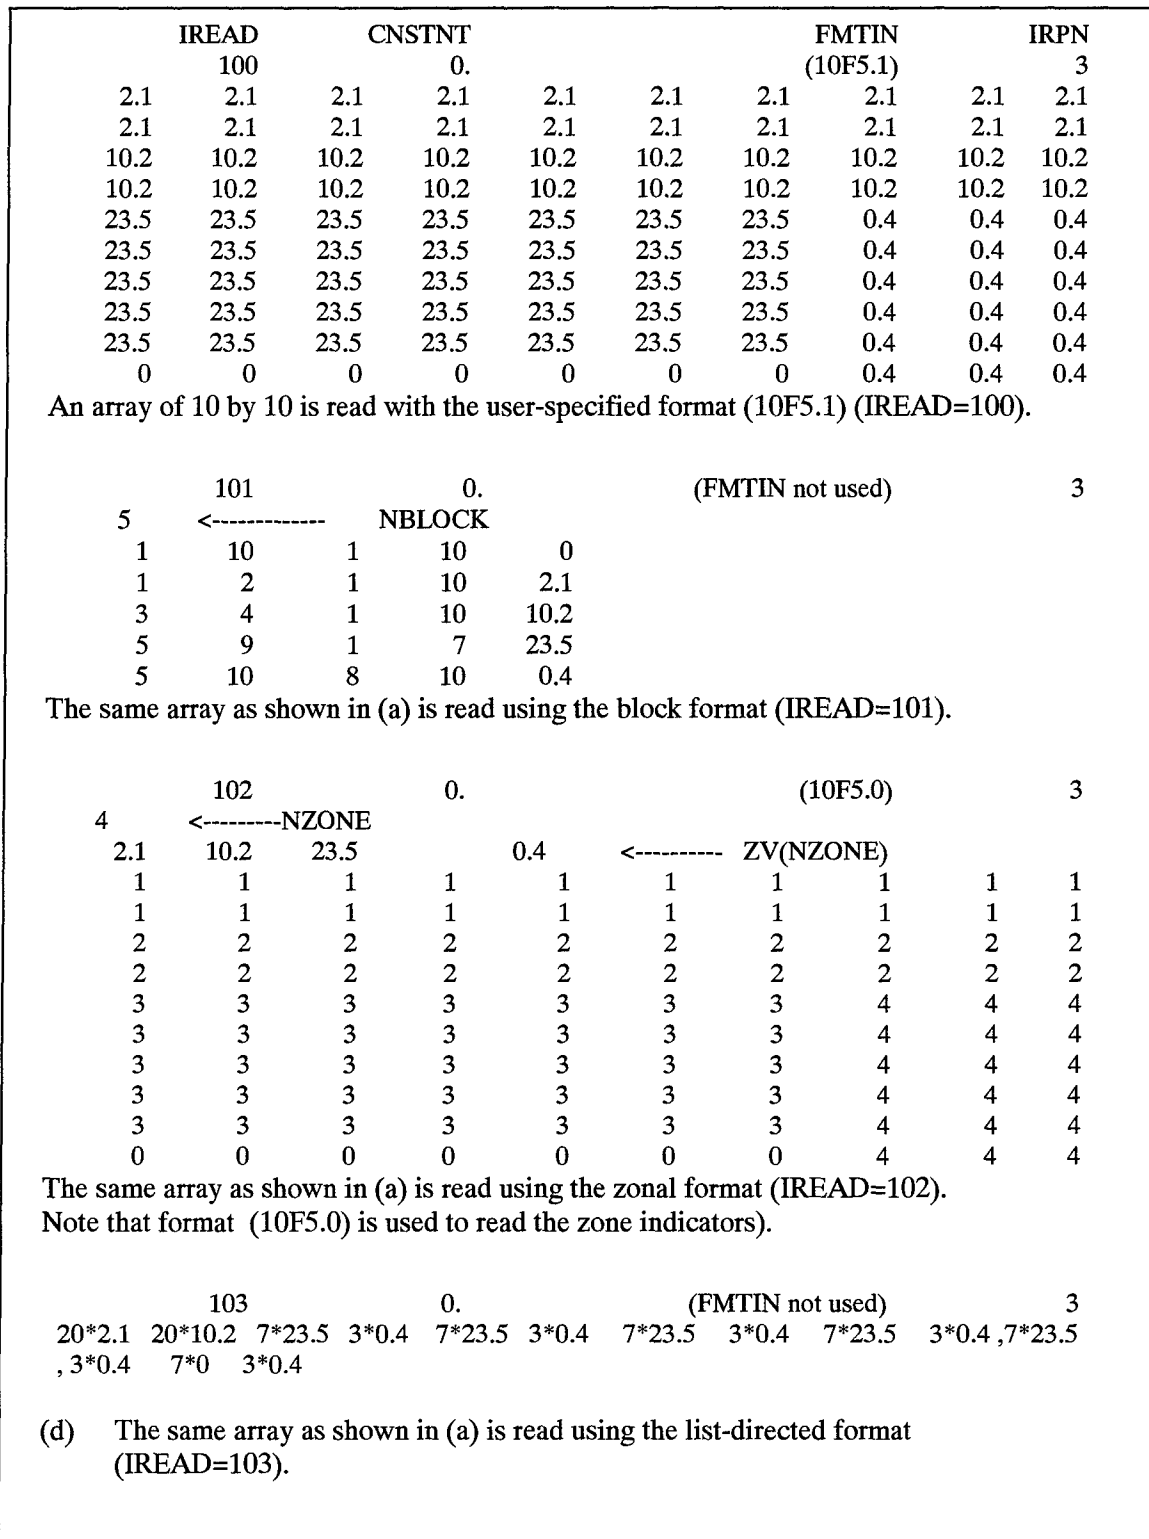 IREAD CNSTNT FMTIN IRPN
100 0. (10F5.1) 3
2.1 2.1 2.1 2.1 2.1 2.1 2.1 2.1 2.1 2.1
2.1 2.1 2.1 2.1 2.1 2.1 2.1 2.1 2.1 2.1
10.2 10.2 10.2 10.2 10.2 10.2 10.2 10.2 10.2 10.2
10.2 10.2 10.2 10.2 10.2 10.2 10.2 10.2 10.2 10.2
23.5 23.5 23.5 23.5 23.5 23.5 23.5 0.4 0.4 0.4
23.5 23.5 23.5 23.5 23.5 23.5 23.5 0.4 0.4 0.4
23.5 23.5 23.5 23.5 23.5 23.5 23.5 0.4 0.4 0.4
23.5 23.5 23.5 23.5 23.5 23.5 23.5 0.4 0.4 0.4
23.5 23.5 23.5 23.5 23.5 23.5 23.5 0.4 0.4 0.4
0 0 0 0 0 0 0 0.4 0.4 0.4
An array of 10 by 10 is read with the user-specified format (10F5.1) (IREAD=100).
101 0. (FMTIN not used) 3
5 <------------- NBLOCK
1 10 1 10 0
1 2 1 10 2.1
3 4 1 10 10.2
5 9 1 7 23.5
5 10 8 10 0.4
The same array as shown in (a) is read using the block format (IREAD=101).
102 0. (10F5.0) 3
4 <---------NZONE
2.1 10.2 23.5 0.4 <---------- ZV(NZONE)
1 1 1 1 1 1 1 1 1 1
1 1 1 1 1 1 1 1 1 1
2 2 2 2 2 2 2 2 2 2
2 2 2 2 2 2 2 2 2 2
3 3 3 3 3 3 3 4 4 4
3 3 3 3 3 3 3 4 4 4
3 3 3 3 3 3 3 4 4 4
3 3 3 3 3 3 3 4 4 4
3 3 3 3 3 3 3 4 4 4
0 0 0 0 0 0 0 4 4 4
The same array as shown in (a) is read using the zonal format (IREAD=102).
Note that format (10F5.0) is used to read the zone indicators).
103 0. (FMTIN not used) 3
20*2.1 20*10.2 7*23.5 3*0.4 7*23.5 3*0.4 7*23.5 3*0.4 7*23.5 3*0.4 ,7*23.5
, 3*0.4 7*0 3*0.4
(d) The same array as shown in (a) is read using the list-directed format
(IREAD=103).